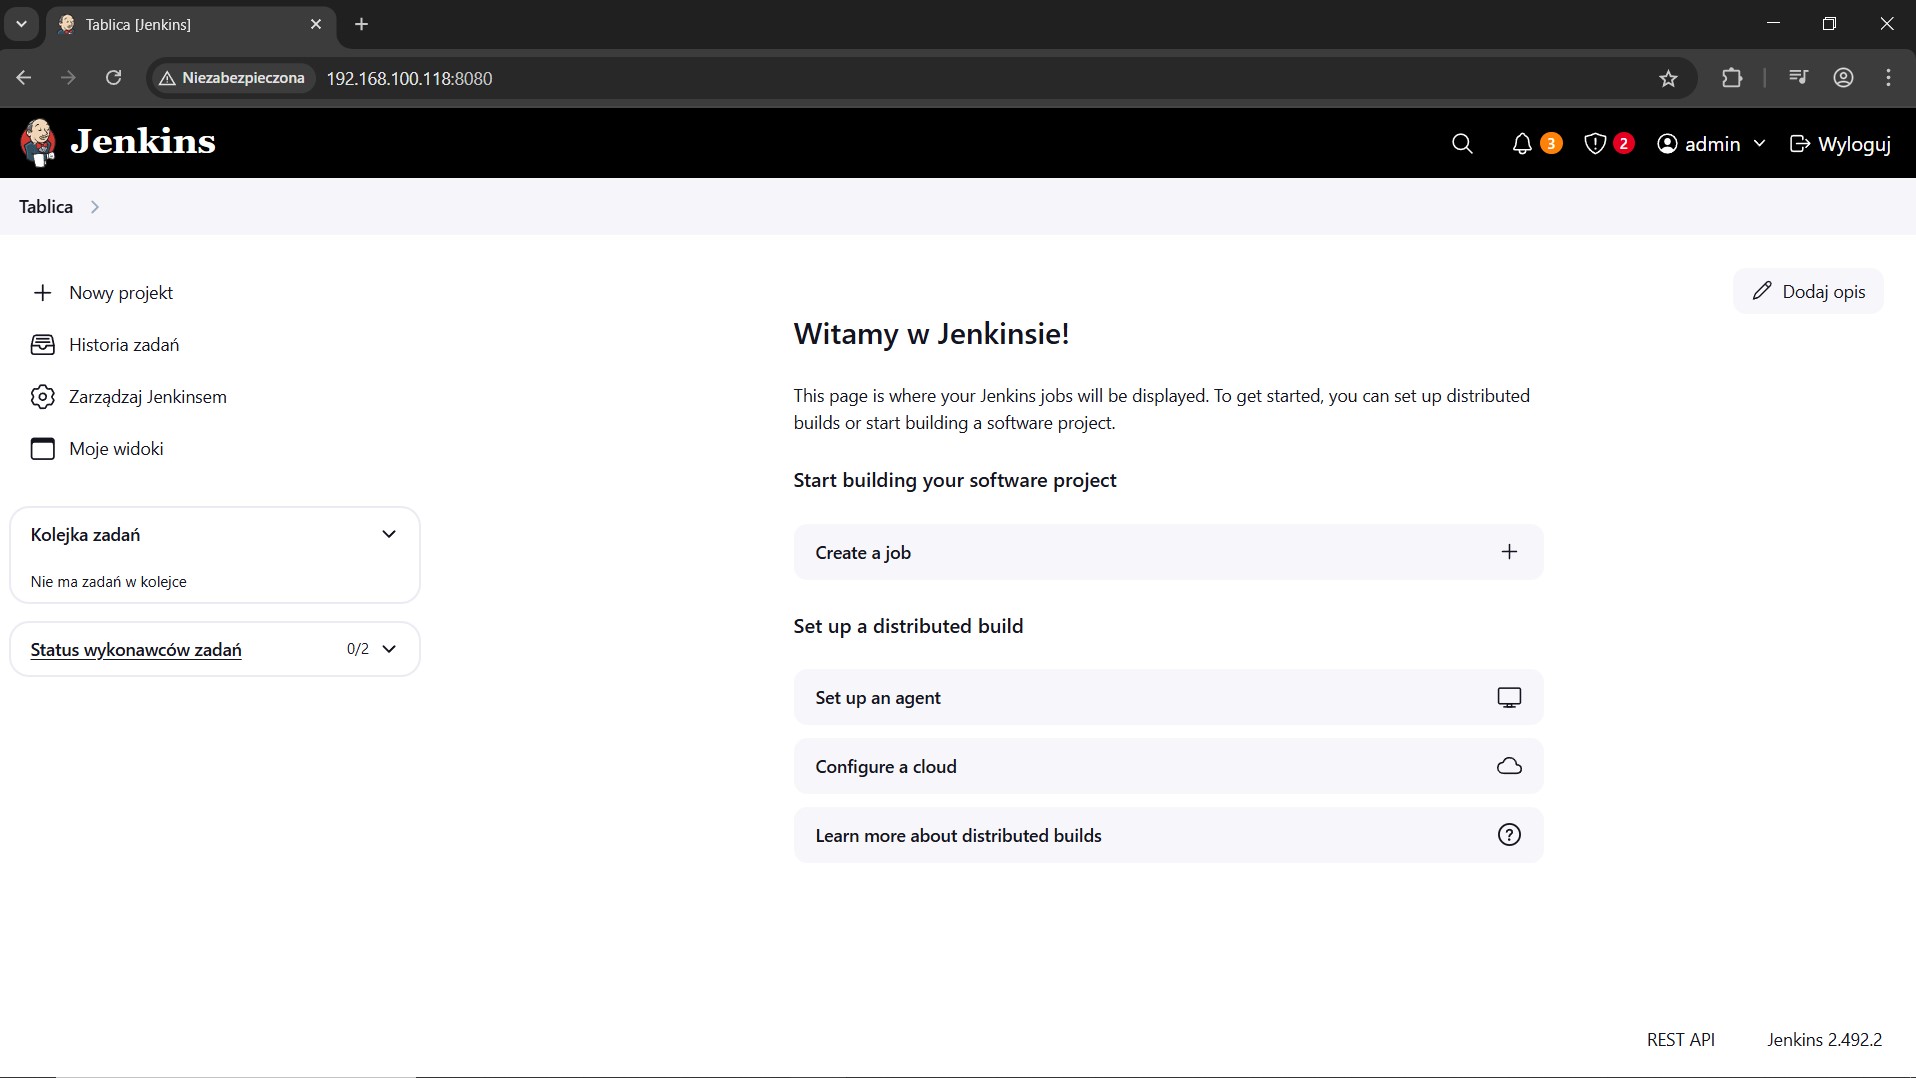 Tablica [Jenkins]
Niezabezpieczona
192.168.100.118:8080
Jenkins
3
2
admin
Wyloguj
Tablica
Nowy projekt
Historia zadań
Zarządzaj Jenkinsem
Moje widoki
Kolejka zadań
Nie ma zadań w kolejce
Status wykonawców zadań
0/2
Dodaj opis
Witamy w Jenkinsie!
This page is where your Jenkins jobs will be displayed. To get started, you can set up distributed
builds or start building a software project.
Start building your software project
Create a job
Set up a distributed build
Set up an agent
Configure a cloud
Learn more about distributed builds
REST API
Jenkins 2.492.2